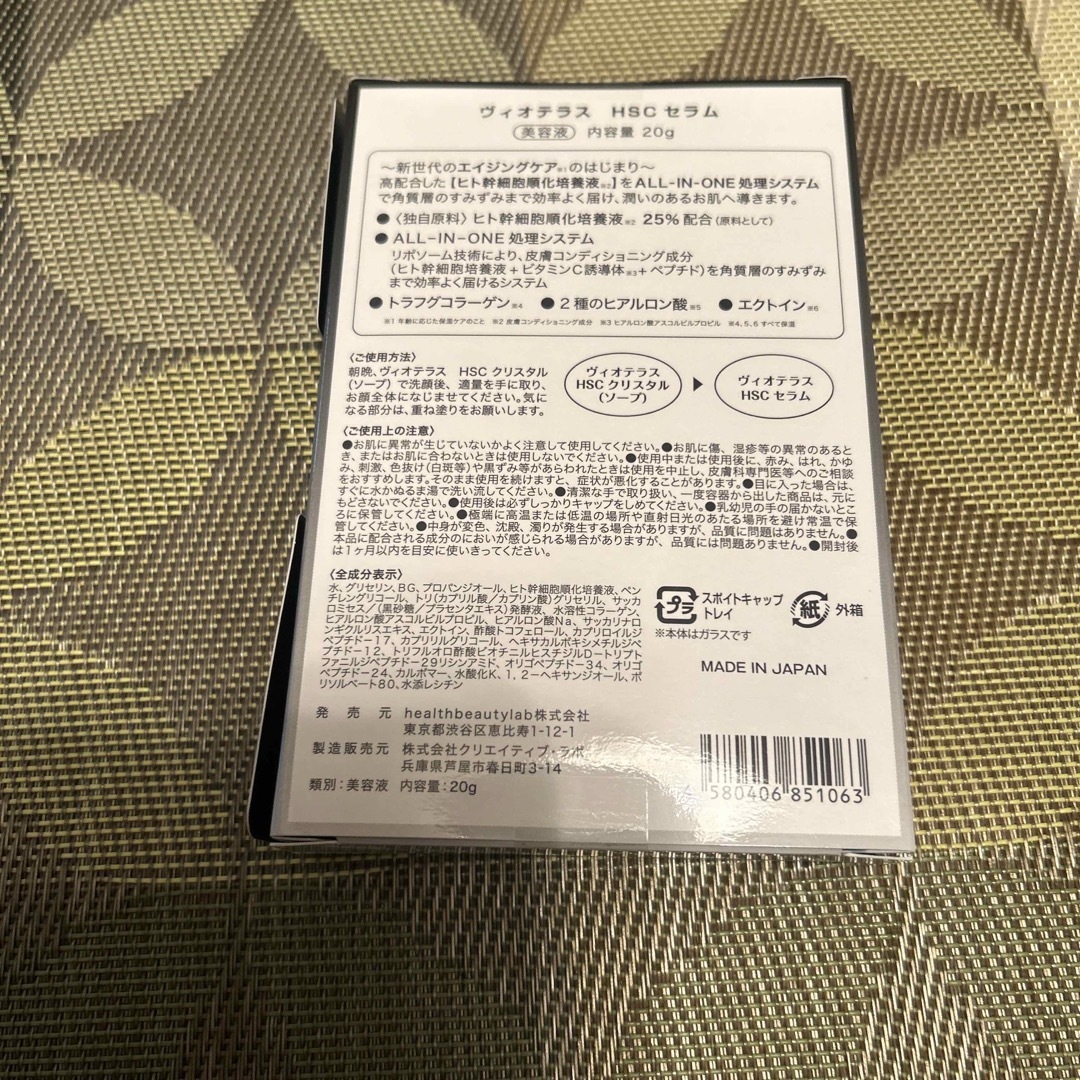 ヴィオテラス HSC セラム
美容液 内容量 20g
～新世代のエイジングケア※1のはじまり～
高配合した【ヒト幹細胞順化培養液※2】をALL-IN-ONE 処理システム
で角質層のすみずみまで効率よく届け、潤いのあるお肌へ導きます。
●〈独自原料〉ヒト幹細胞順化培養液※2 25%配合(原料として)
●ALL-IN-ONE 処理システム
リポソーム技術により、皮膚コンディショニング成分
(ヒト幹細胞培養液＋ビタミンC誘導体※3＋ペプチド)を角質層のすみずみ
まで効率よく届けるシステム
●トラフグコラーゲン※4 ●2種のヒアルロン酸※5 ●エクトイン※6
※1 年齢に応じた保湿ケアのこと ※2 皮膚コンディショニング成分 ※3 ヒアルロン酸アスコルビルプロピル ※4、5、6 すべて保湿
〈ご使用方法〉
朝晩、ヴィオテラス HSC クリスタル
(ソープ)で洗顔後、適量を手に取り、
お顔全体になじませてください。気に
なる部分は、重ね塗りをお願いします。
ヴィオテラス
HSC クリスタル
(ソープ)
▶
ヴィオテラス
HSC セラム
〈ご使用上の注意〉
●お肌に異常が生じていないかよく注意して使用してください。●お肌に傷、湿疹等の異常のあると
き、またはお肌に合わないときは使用しないでください。●使用中または使用後に、赤み、はれ、かゆ
み、刺激、色抜け(白斑等)や黒ずみ等があらわれたときは使用を中止し、皮膚科専門医等へのご相談
をおすすめします。そのまま使用を続けますと、症状が悪化することがあります。●目に入った場合は、
すぐに水かぬるま湯で洗い流してください。●清潔な手で取り扱い、一度容器から出した商品は、元に
もどさないでください。●使用後は必ずしっかりキャップをしめてください。●乳幼児の手の届かないとこ
ろに保管してください。●極端に高温または低温の場所や直射日光のあたる場所を避け常温で保
管してください。●中身が変色、沈殿、濁りが発生する場合がありますが、品質に問題はありません。●
本品に配合される成分のにおいが感じられる場合がありますが、品質には問題ありません。●開封後
は1ヶ月以内を目安に使いきってください。
〈全成分表示〉
水、グリセリン、BG、プロパンジオール、ヒト幹細胞順化培養液、ペン
チレングリコール、トリ(カプリル酸／カプリン酸)グリセリル、サッカ
ロミセス／(黒砂糖／プラセンタエキス)発酵液、水溶性コラーゲン、
ヒアルロン酸アスコルビルプロピル、ヒアルロン酸Na、サッカリナロ
ンギクルリスエキス、エクトイン、酢酸トコフェロール、カプロイルジ
ペプチド-17、カプリリルグリコール、ヘキサカルボキシメチルジペ
プチド-12、トリフルオロ酢酸ビオチニルヒスチジルD-トリプト
ファニルジペプチド-29リシンアミド、オリゴペプチド-34、オリゴ
ペプチド-24、カルボマー、水酸化K、1，2-ヘキサンジオール、ポ
リソルベート80、水添レシチン
プラ
スポイトキャップ
トレイ
紙
外箱
※本体はガラスです
MADE IN JAPAN
発売元 healthbeautylab株式会社
東京都渋谷区恵比寿1-12-1
製造販売元 株式会社クリエイティブ・ラボ
兵庫県芦屋市春日町3-14
類別：美容液 内容量：20g
4 580406 851063